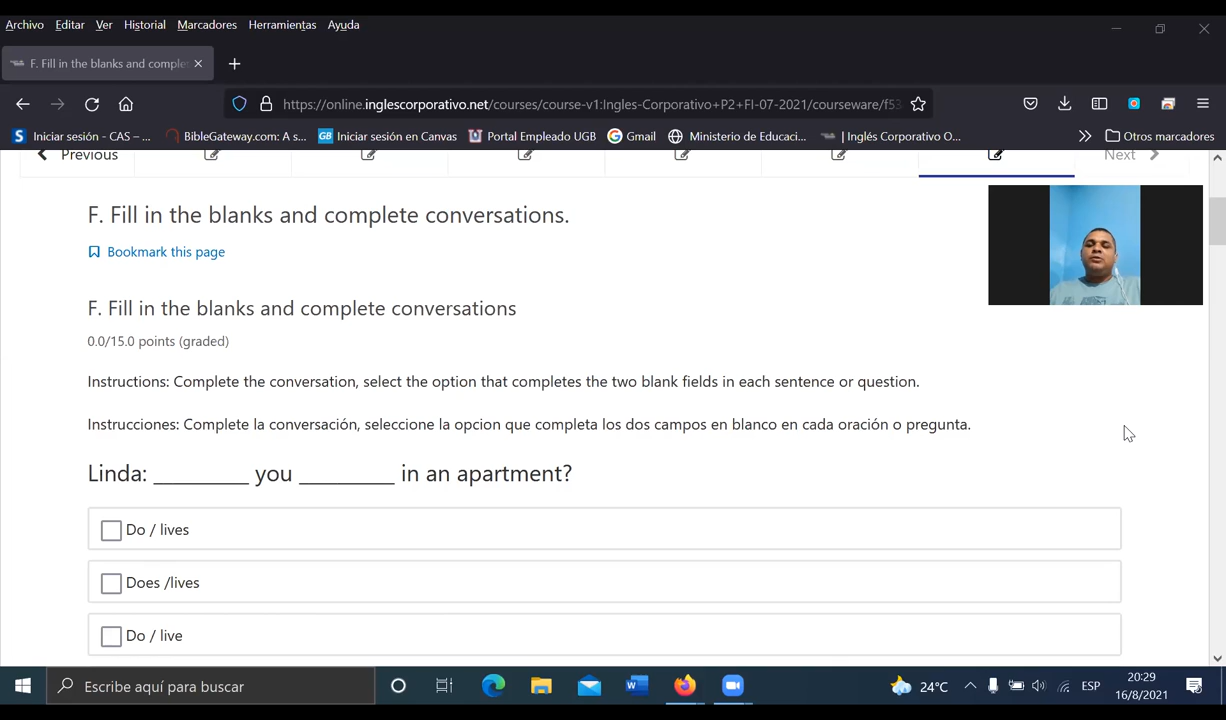 Archivo Editar Ver Historial Marcadores Herramientas Ayuda
F. Fill in the blanks and complet
https://online.inglescorporativo.net/courses/course-v1:Ingles-Corporativo+P2+FI-07-2021/courseware/f53
Iniciar sesión - CAS – ... BibleGateway.com: A s... Iniciar sesión en Canvas Portal Empleado UGB Gmail Ministerio de Educaci... | Inglés Corporativo O... Otros marcadores
Previous Next
F. Fill in the blanks and complete conversations.
Bookmark this page
F. Fill in the blanks and complete conversations
0.0/15.0 points (graded)
Instructions: Complete the conversation, select the option that completes the two blank fields in each sentence or question.
Instrucciones: Complete la conversación, seleccione la opcion que completa los dos campos en blanco en cada oración o pregunta.
Linda: _________ you _________ in an apartment?
Do / lives
Does /lives
Do / live
Escribe aquí para buscar
24°C ESP 20:29
16/8/2021